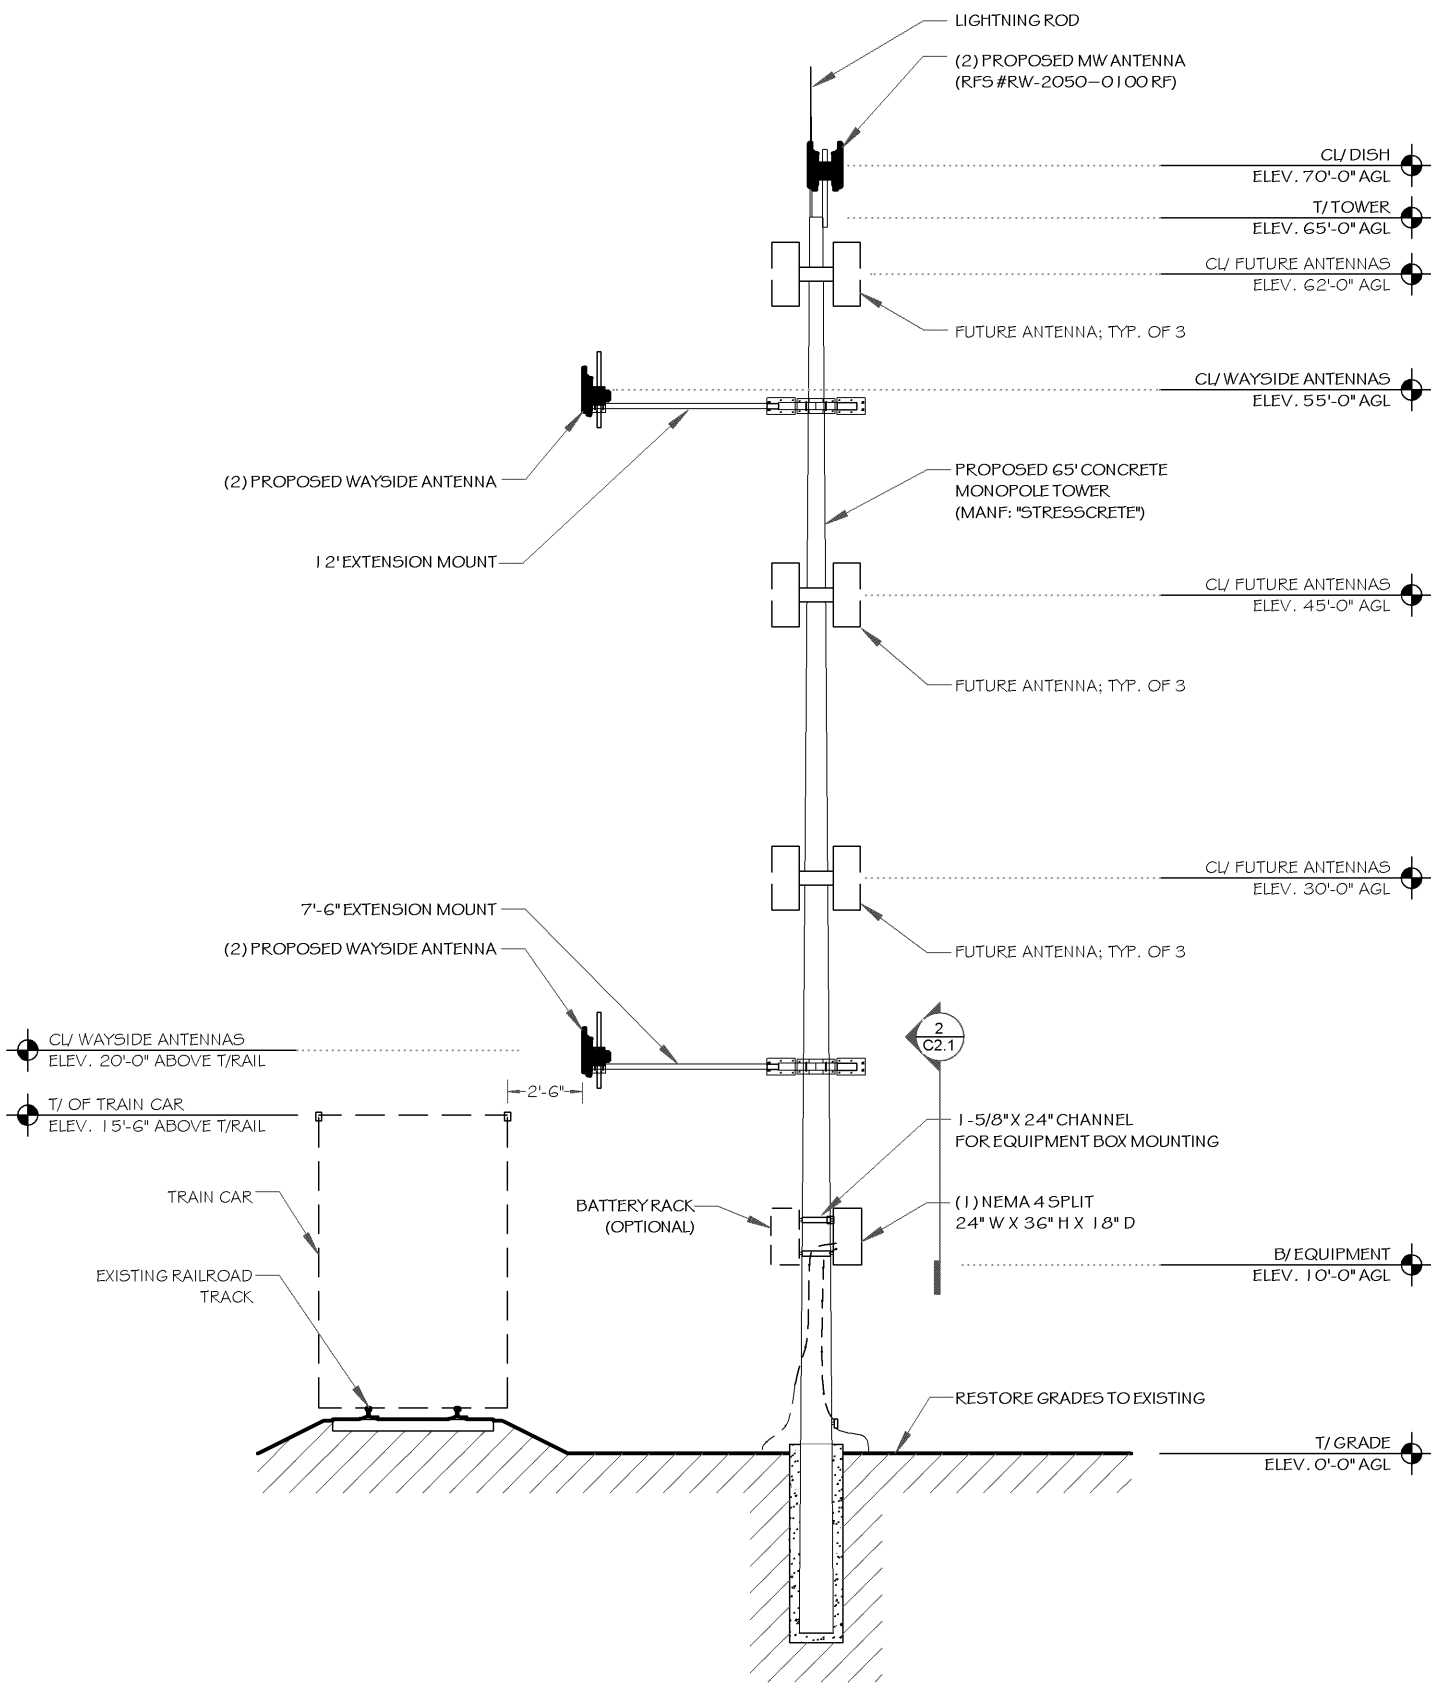 LIGHTNING ROD
(2) PROPOSED MW ANTENNA
(RFS #RW-2050-0100 RF)
CL/ DISH
ELEV. 70'-0" AGL
T/ TOWER
ELEV. 65'-0" AGL
CL/ FUTURE ANTENNAS
ELEV. 62'-0" AGL
FUTURE ANTENNA; TYP. OF 3
CL/ WAYSIDE ANTENNAS
ELEV. 55'-0" AGL
(2) PROPOSED WAYSIDE ANTENNA
PROPOSED 65' CONCRETE
MONOPOLE TOWER
(MANF: "STRESSCRETE")
12' EXTENSION MOUNT
CL/ FUTURE ANTENNAS
ELEV. 45'-0" AGL
FUTURE ANTENNA; TYP. OF 3
CL/ FUTURE ANTENNAS
ELEV. 30'-0" AGL
7'-6" EXTENSION MOUNT
(2) PROPOSED WAYSIDE ANTENNA
FUTURE ANTENNA; TYP. OF 3
2
C2.1
CL/ WAYSIDE ANTENNAS
ELEV. 20'-0" ABOVE T/RAIL
2'-6"
T/ OF TRAIN CAR
ELEV. 15'-6" ABOVE T/RAIL
1-5/8" X 24" CHANNEL
FOR EQUIPMENT BOX MOUNTING
TRAIN CAR
BATTERY RACK
(OPTIONAL)
(1) NEMA 4 SPLIT
24" W X 36" H X 18" D
B/ EQUIPMENT
ELEV. 10'-0" AGL
EXISTING RAILROAD
TRACK
RESTORE GRADES TO EXISTING
T/ GRADE
ELEV. 0'-0" AGL